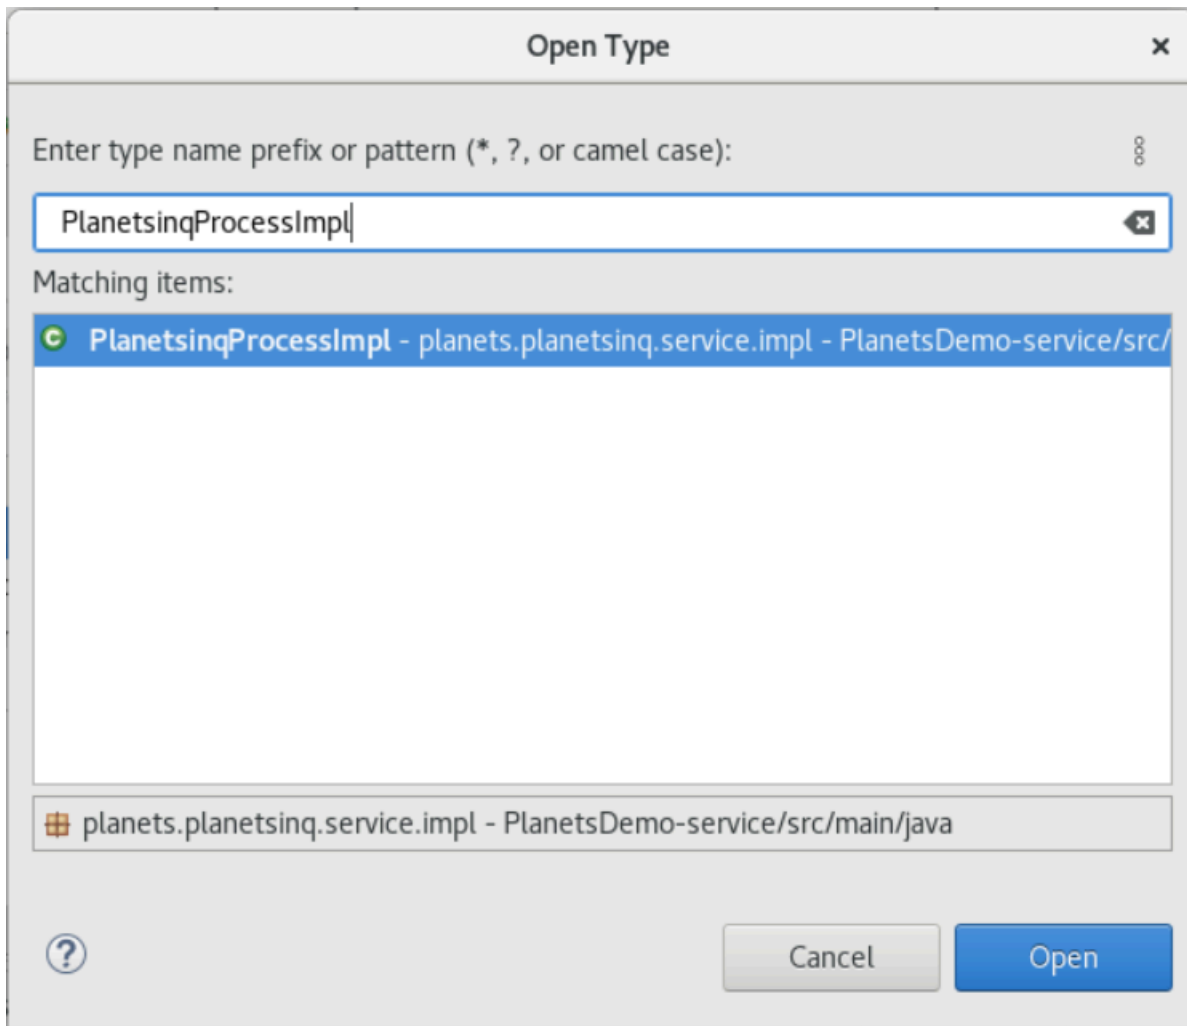 Open Type
Enter type name prefix or pattern (*, ?, or camel case):
PlanetsinqProcessImpl
Matching items:
C PlanetsinqProcessImpl - planets.planetsinq.service.impl - PlanetsDemo-service/src/
planets.planetsinq.service.impl - PlanetsDemo-service/src/main/java
? Cancel Open